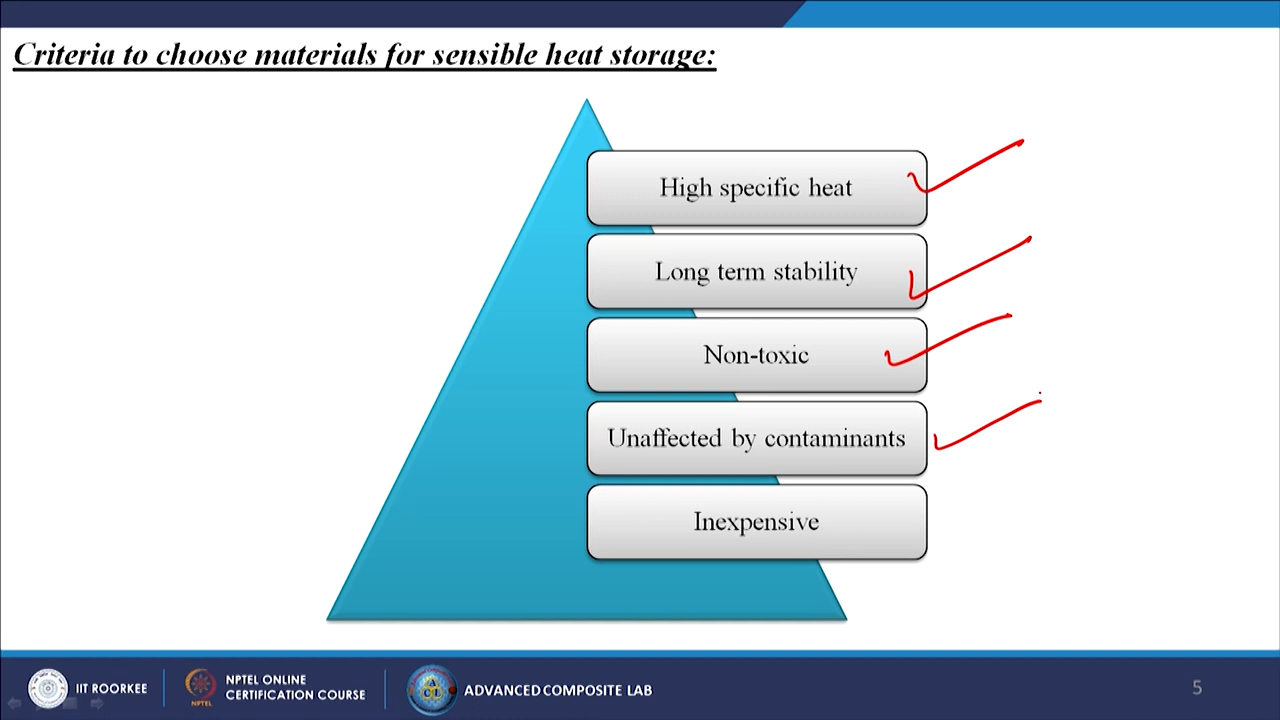 Criteria to choose materials for sensible heat storage:
High specific heat
Long term stability
Non-toxic
Unaffected by contaminants
Inexpensive
IIT ROORKEE
NPTEL
NPTEL ONLINE
CERTIFICATION COURSE
ADVANCED COMPOSITE LAB
5